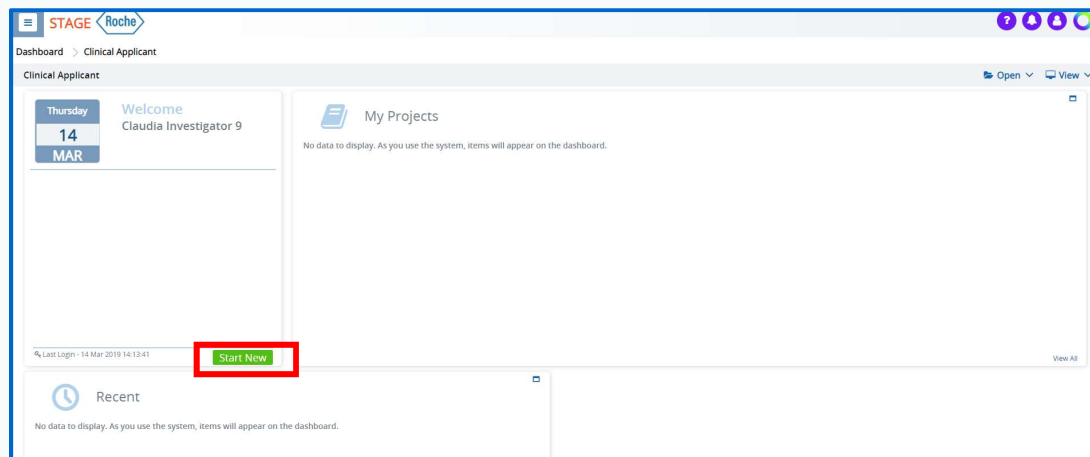 STAGE Roche
?
Dashboard > Clinical Applicant
Clinical Applicant
Open
View
Thursday
14
MAR
Welcome
Claudia Investigator 9
Last Login - 14 Mar 2019 14:13:41
Start New
My Projects
No data to display. As you use the system, items will appear on the dashboard.
View All
Recent
No data to display. As you use the system, items will appear on the dashboard.